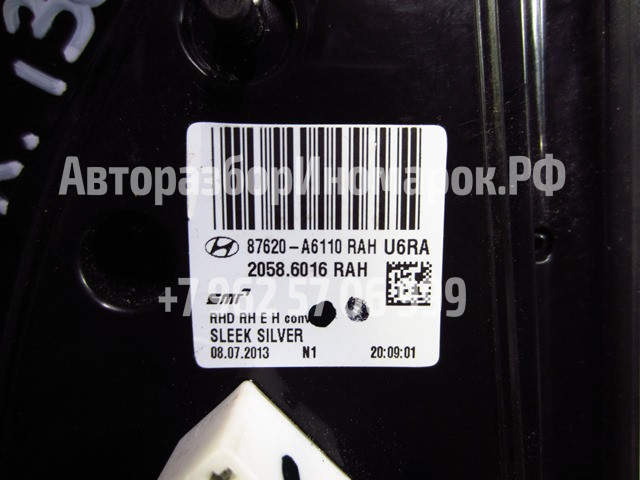 АвторазборИномарок.РФ
87620-A6110 RAH U6RA
2058.6016 RAH
SMR
RHD RH E H conv
SLEEK SILVER
08.07.2013 N1 20:09:01